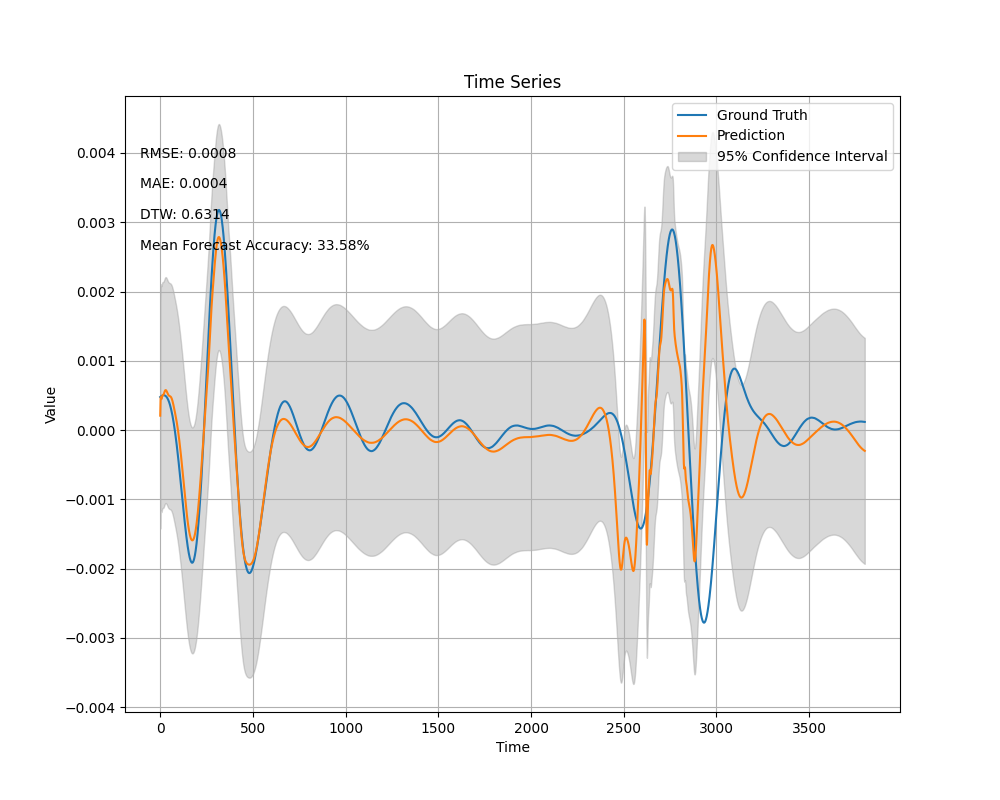 Time Series
Ground Truth
Prediction
95% Confidence Interval
RMSE: 0.0008
MAE: 0.0004
DTW: 0.6314
Mean Forecast Accuracy: 33.58%
Value
0.004
0.003
0.002
0.001
0.000
−0.001
−0.002
−0.003
−0.004
0 500 1000 1500 2000 2500 3000 3500
Time